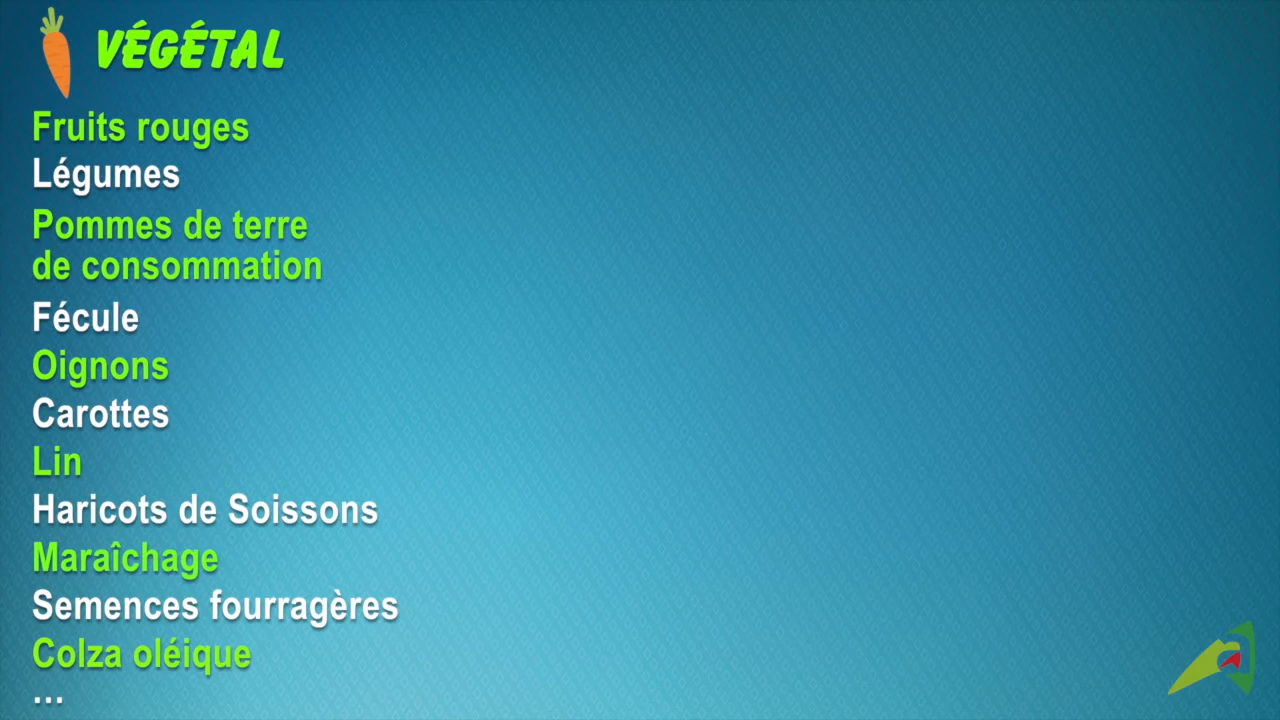 VÉGÉTAL
Fruits rouges
Légumes
Pommes de terre
de consommation
Fécule
Oignons
Carottes
Lin
Haricots de Soissons
Maraîchage
Semences fourragères
Colza oléique
...